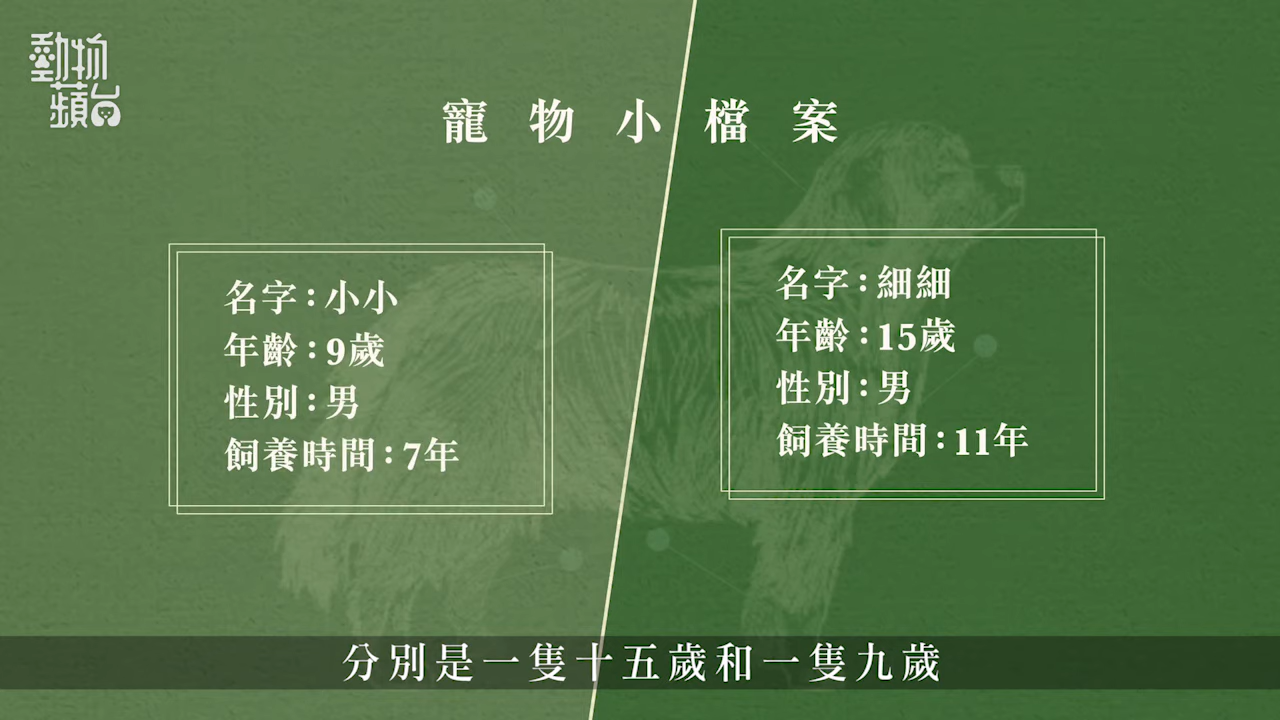 動物
蘋台
寵物小檔案
名字：小小
年齡：9歲
性別：男
飼養時間：7年
名字：細細
年齡：15歲
性別：男
飼養時間：11年
分別是一隻十五歲和一隻九歲